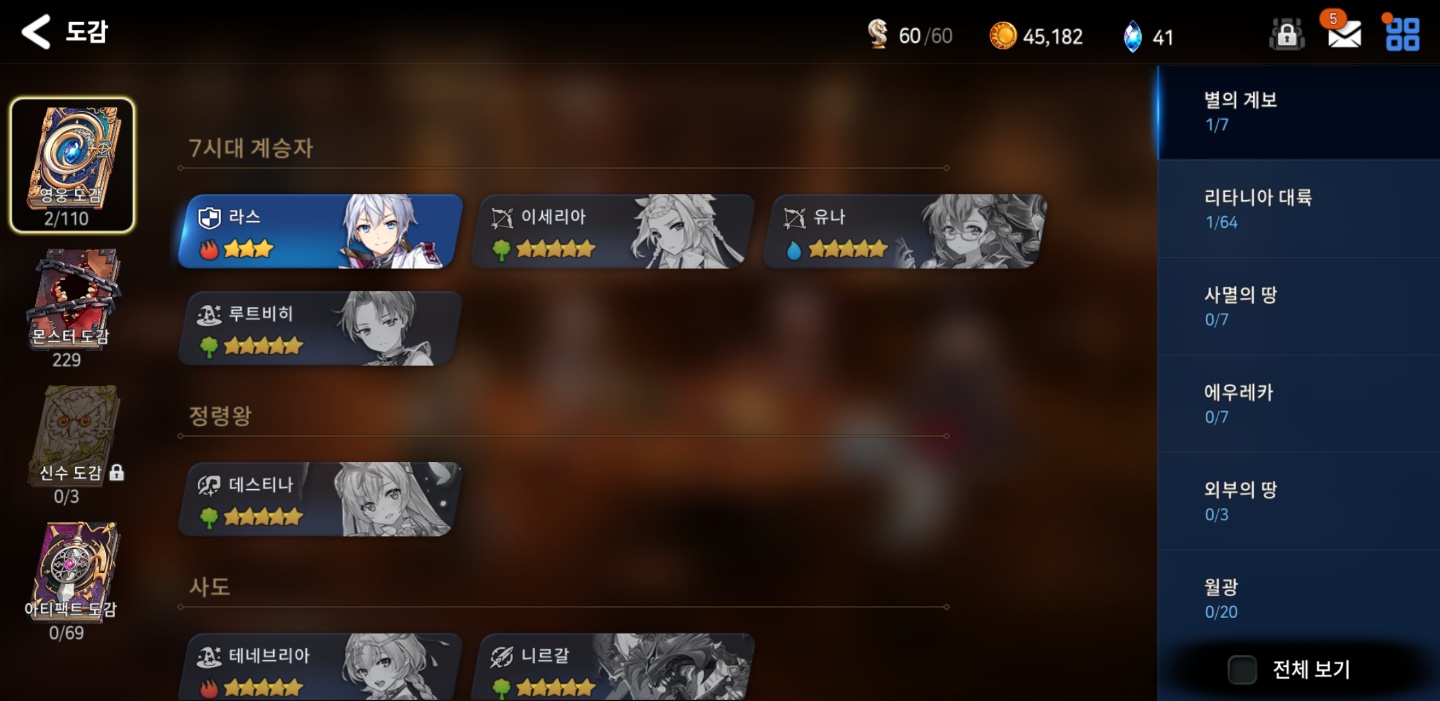 도감
60/60
45,182
41
5
영웅 도감
2/110
몬스터 도감
229
신수 도감
0/3
아티팩트 도감
0/69
7시대 계승자
라스
이세리아
유나
루트비히
정령왕
데스티나
사도
테네브리아
니르갈
별의 계보
1/7
리타니아 대륙
1/64
사멸의 땅
0/7
에우레카
0/7
외부의 땅
0/3
월광
0/20
전체 보기